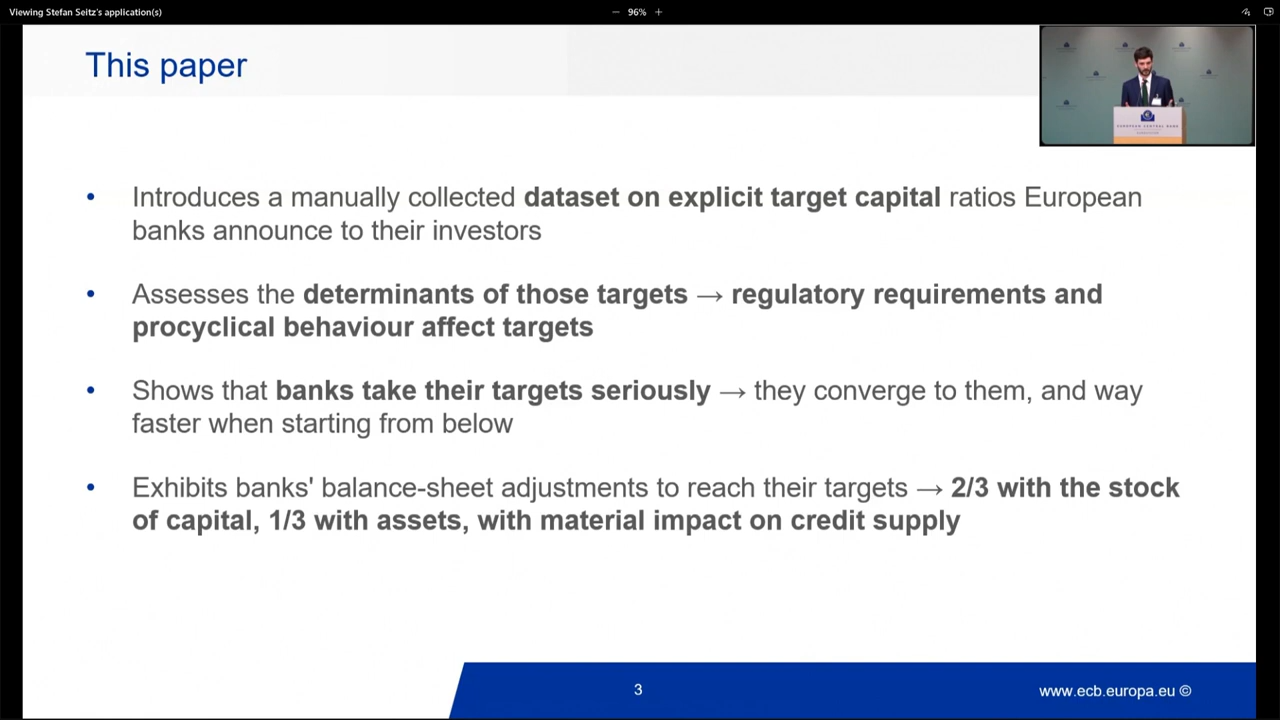 Viewing Stefan Seitz's application(s)
− 96% +
This paper
EUROPEAN CENTRAL BANK
• Introduces a manually collected dataset on explicit target capital ratios European
banks announce to their investors
• Assesses the determinants of those targets → regulatory requirements and
procyclical behaviour affect targets
• Shows that banks take their targets seriously → they converge to them, and way
faster when starting from below
• Exhibits banks' balance-sheet adjustments to reach their targets → 2/3 with the stock
of capital, 1/3 with assets, with material impact on credit supply
3
www.ecb.europa.eu ©